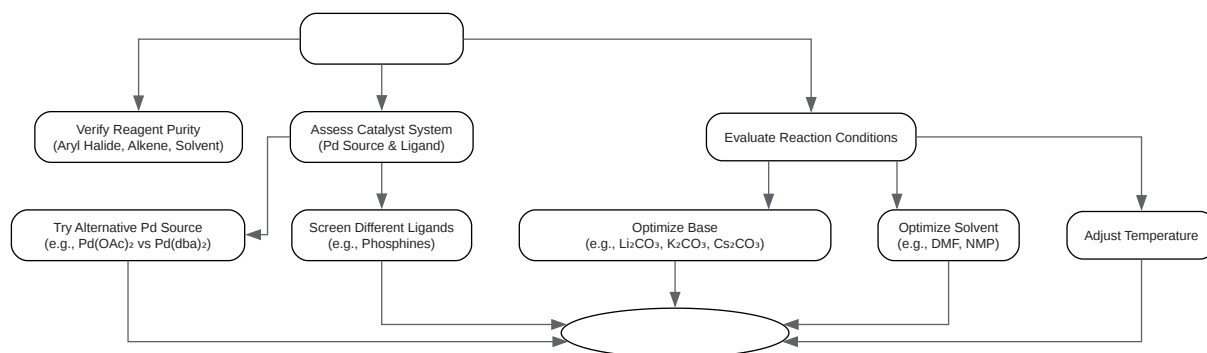 Verify Reagent Purity
(Aryl Halide, Alkene, Solvent)
Assess Catalyst System
(Pd Source & Ligand)
Evaluate Reaction Conditions
Try Alternative Pd Source
(e.g., Pd(OAc)₂ vs Pd(dba)₂)
Screen Different Ligands
(e.g., Phosphines)
Optimize Base
(e.g., Li₂CO₃, K₂CO₃, Cs₂CO₃)
Optimize Solvent
(e.g., DMF, NMP)
Adjust Temperature